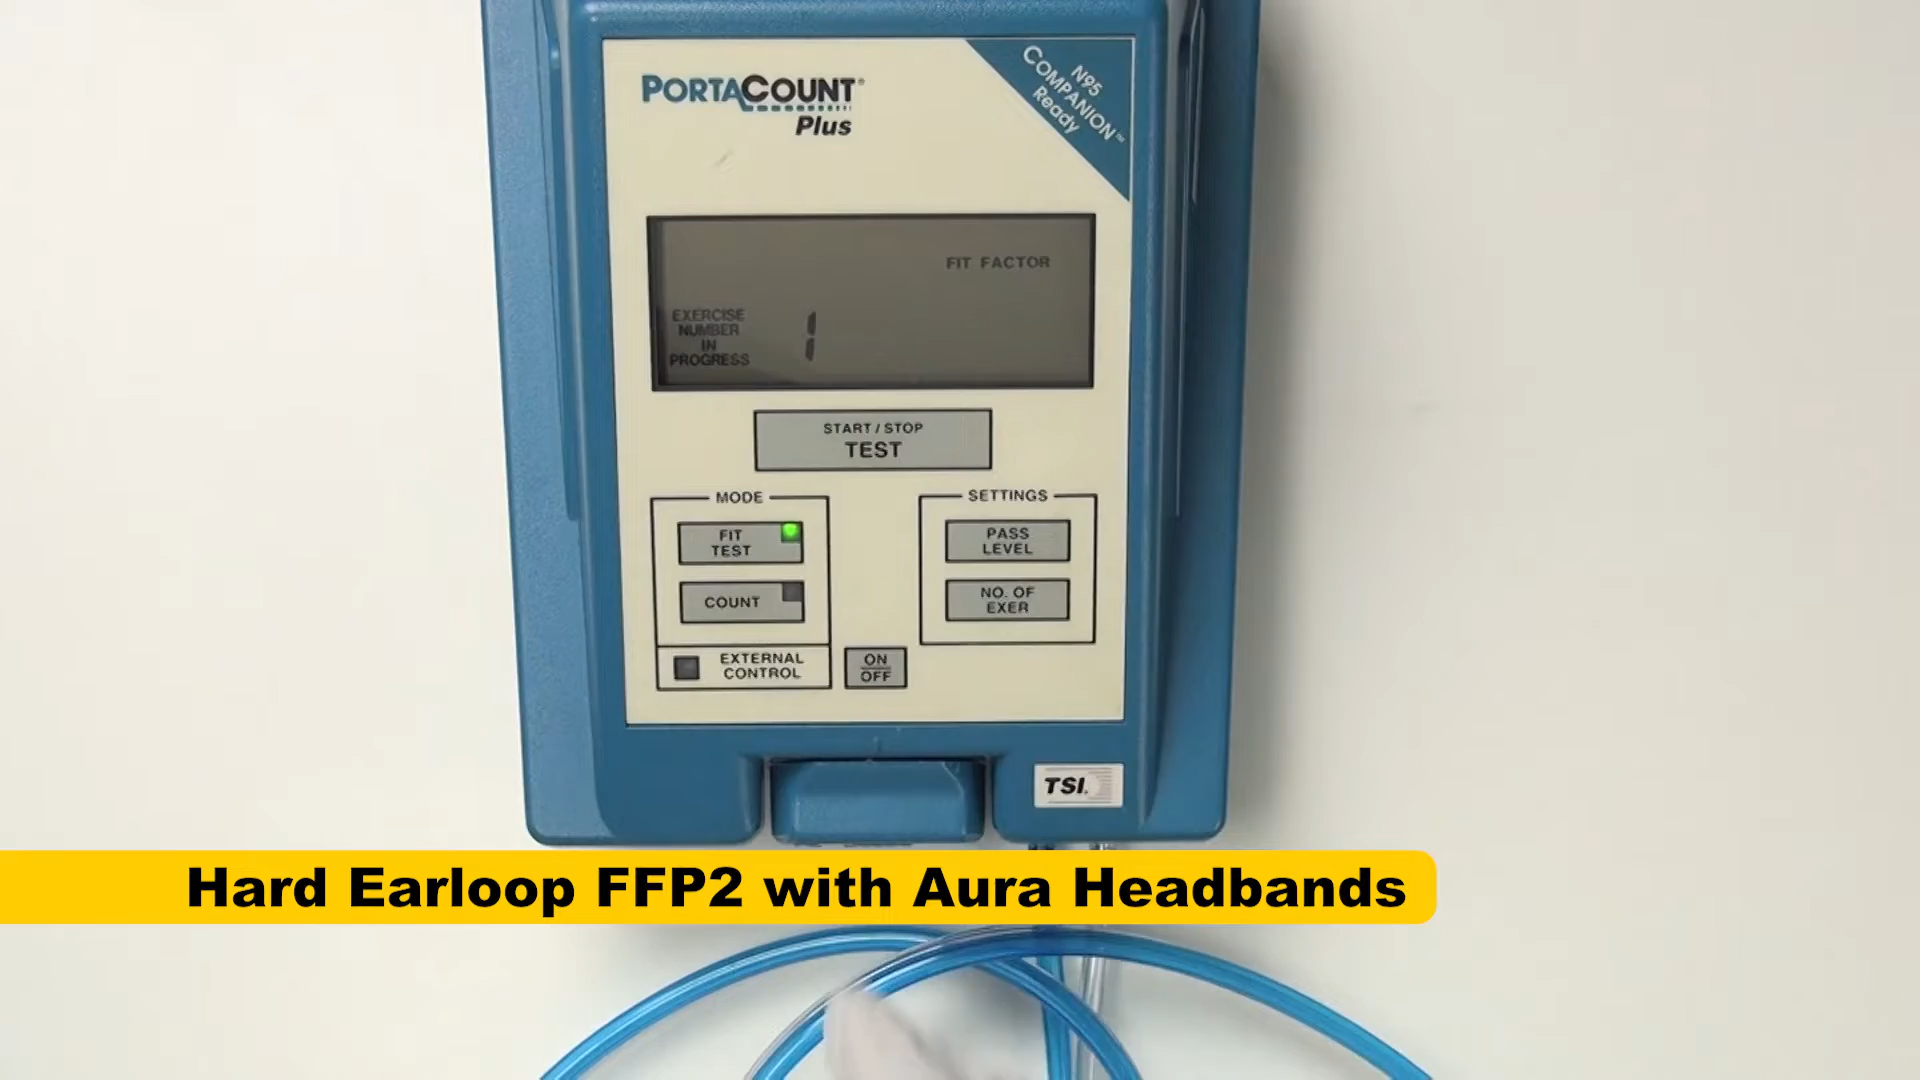 PORTACOUNT®
Plus
N95
COMPANION™
Ready
FIT FACTOR
EXERCISE
NUMBER
IN
PROGRESS
1
START / STOP
TEST
MODE
FIT
TEST
COUNT
EXTERNAL
CONTROL
ON
OFF
SETTINGS
PASS
LEVEL
NO. OF
EXER
TSI
Hard Earloop FFP2 with Aura Headbands